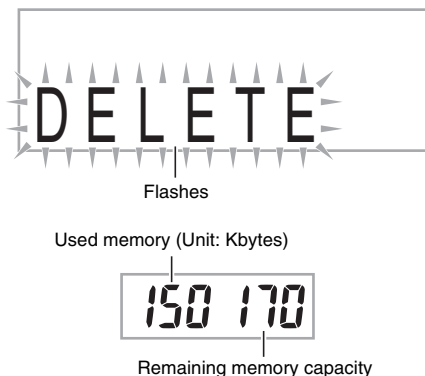 DELETE
Flashes
Used memory (Unit: Kbytes)
150 170
Remaining memory capacity